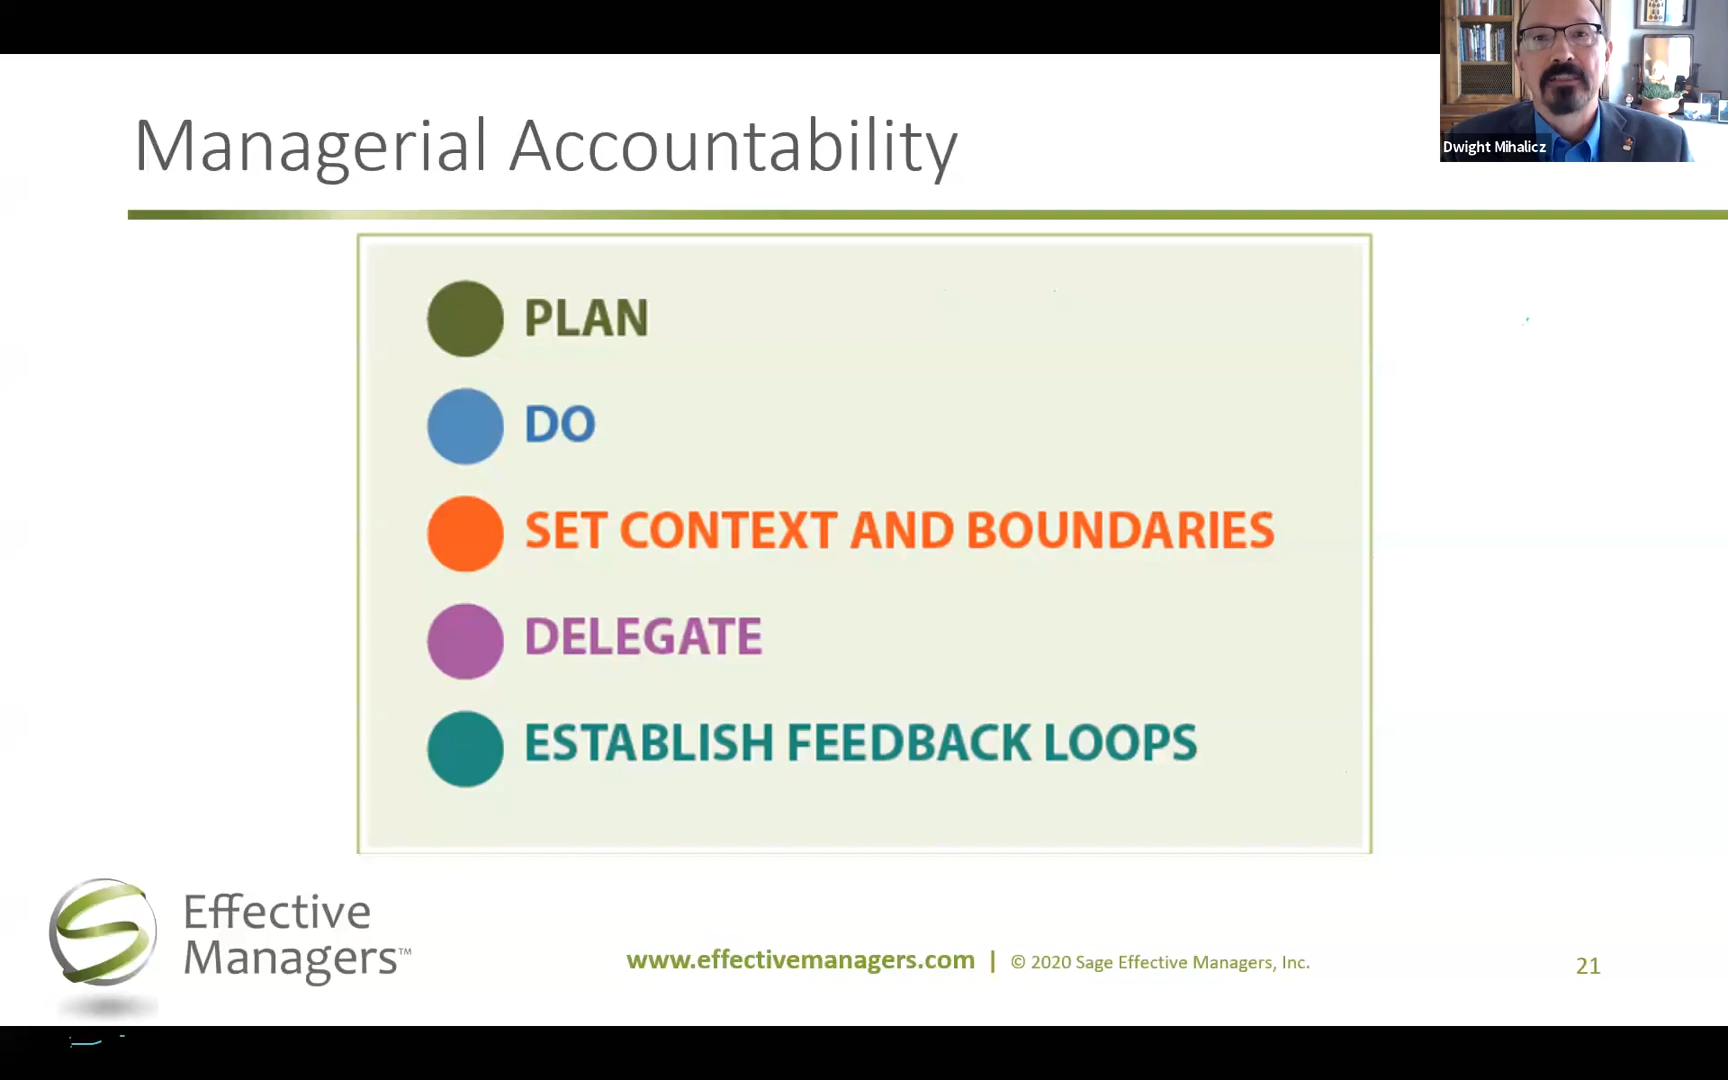 Managerial Accountability
Dwight Mihalicz
PLAN
DO
SET CONTEXT AND BOUNDARIES
DELEGATE
ESTABLISH FEEDBACK LOOPS
Effective
Managers™
www.effectivemanagers.com | © 2020 Sage Effective Managers, Inc.
21